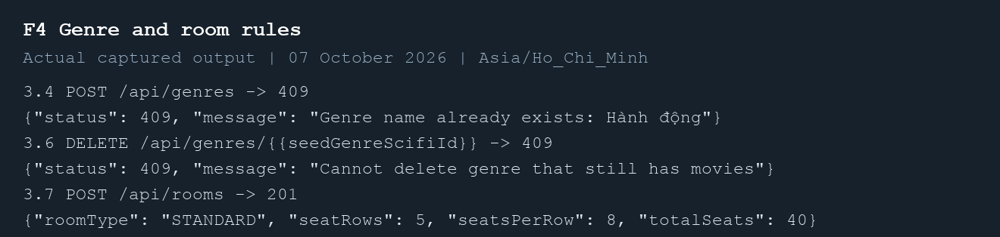 F4 Genre and room rules
Actual captured output | 07 October 2026 | Asia/Ho_Chi_Minh
3.4 POST /api/genres -> 409
{"status": 409, "message": "Genre name already exists: Hành động"}
3.6 DELETE /api/genres/{{seedGenreScifiId}} -> 409
{"status": 409, "message": "Cannot delete genre that still has movies"}
3.7 POST /api/rooms -> 201
{"roomType": "STANDARD", "seatRows": 5, "seatsPerRow": 8, "totalSeats": 40}